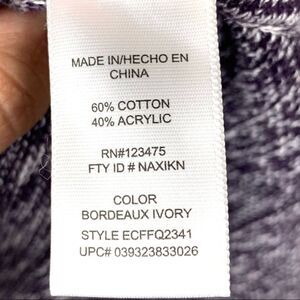 MADE IN/HECHO EN
CHINA
60% COTTON
40% ACRYLIC
RN#123475
FTY ID # NAXIKN
COLOR
BORDEAUX IVORY
STYLE ECFFQ2341
UPC# 039323833026